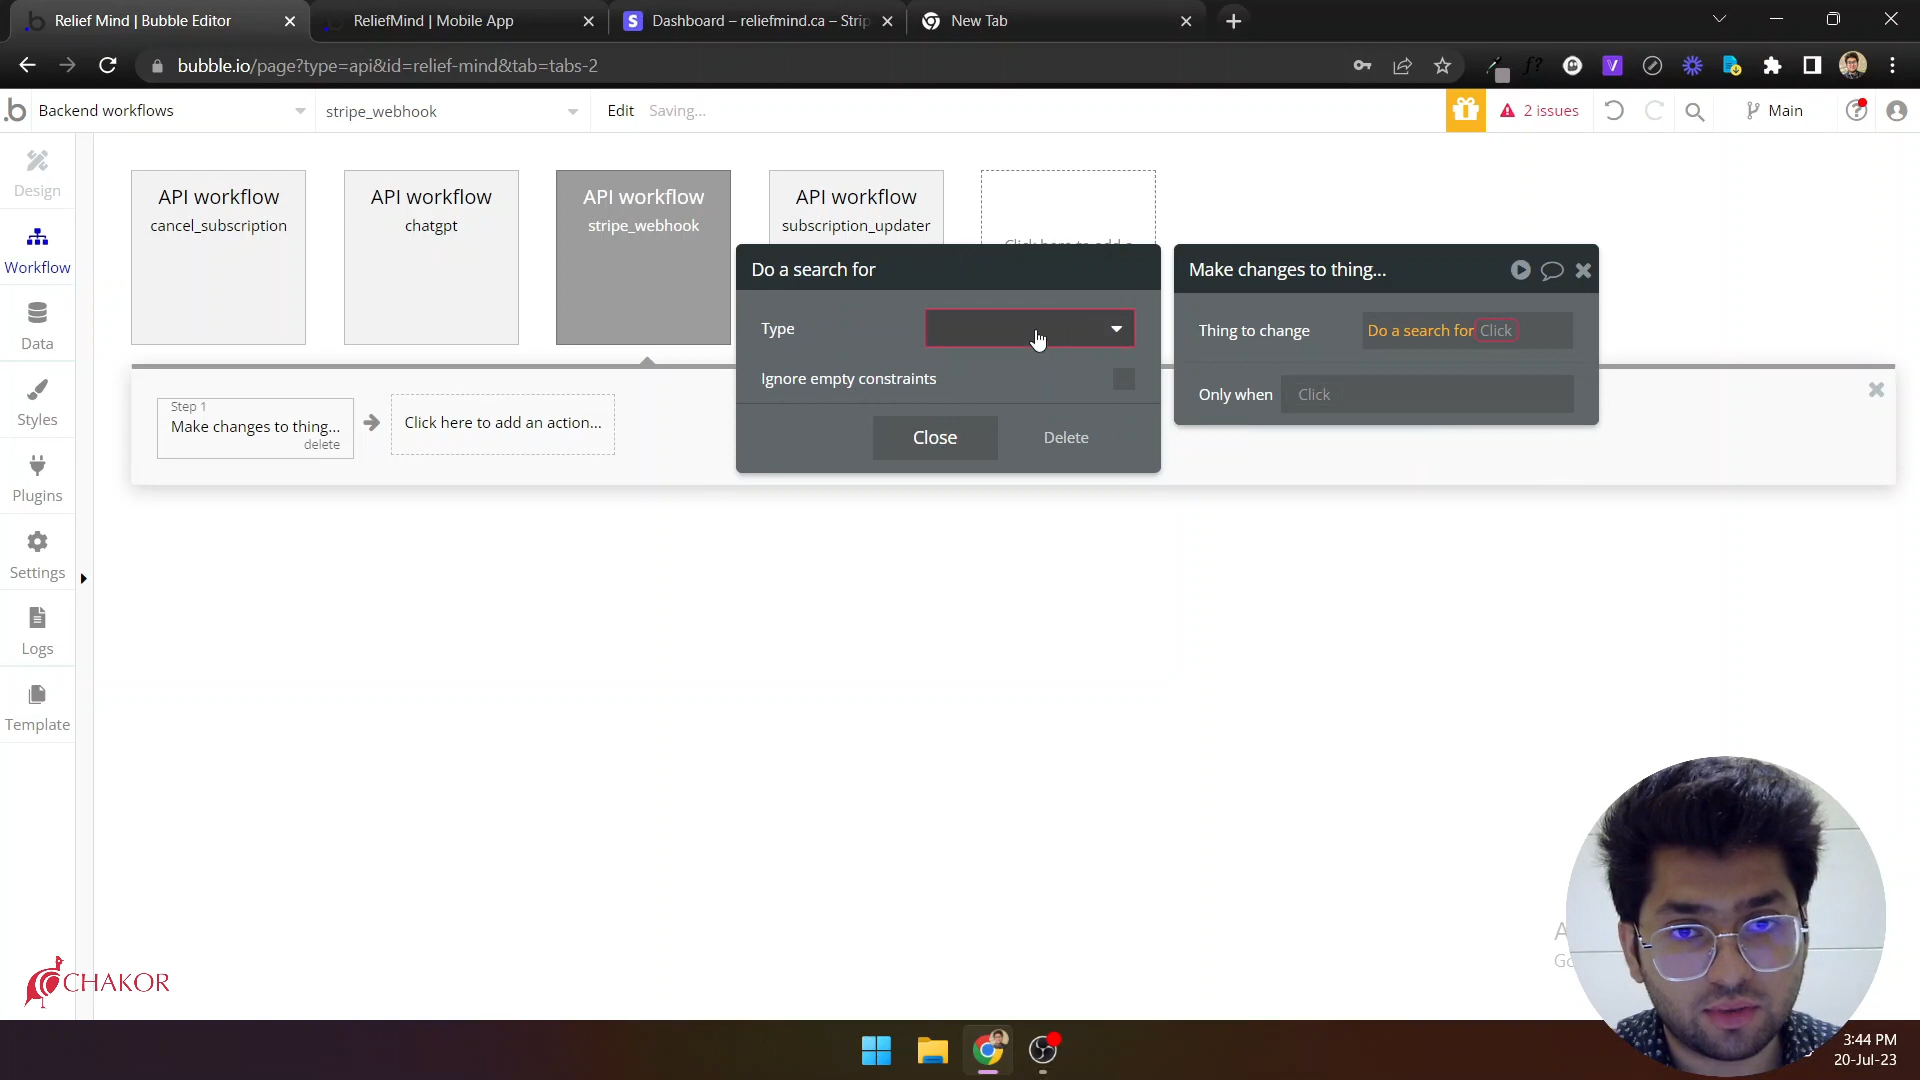 Relief Mind | Bubble Editor
ReliefMind | Mobile App
Dashboard – reliefmind.ca – Strip
New Tab
bubble.io/page?type=api&id=relief-mind&tab=tabs-2
Backend workflows
stripe_webhook
Edit
Saving...
2 issues
Main
Design
Workflow
Data
Styles
Plugins
Settings
Logs
Template
API workflow
cancel_subscription
API workflow
chatgpt
API workflow
stripe_webhook
API workflow
subscription_updater
Click here to add a
Do a search for
Type
Ignore empty constraints
Close
Delete
Make changes to thing...
Thing to change
Do a search for Click
Only when
Click
Step 1
Make changes to thing...
delete
Click here to add an action...
CHAKOR
3:44 PM
20-Jul-23